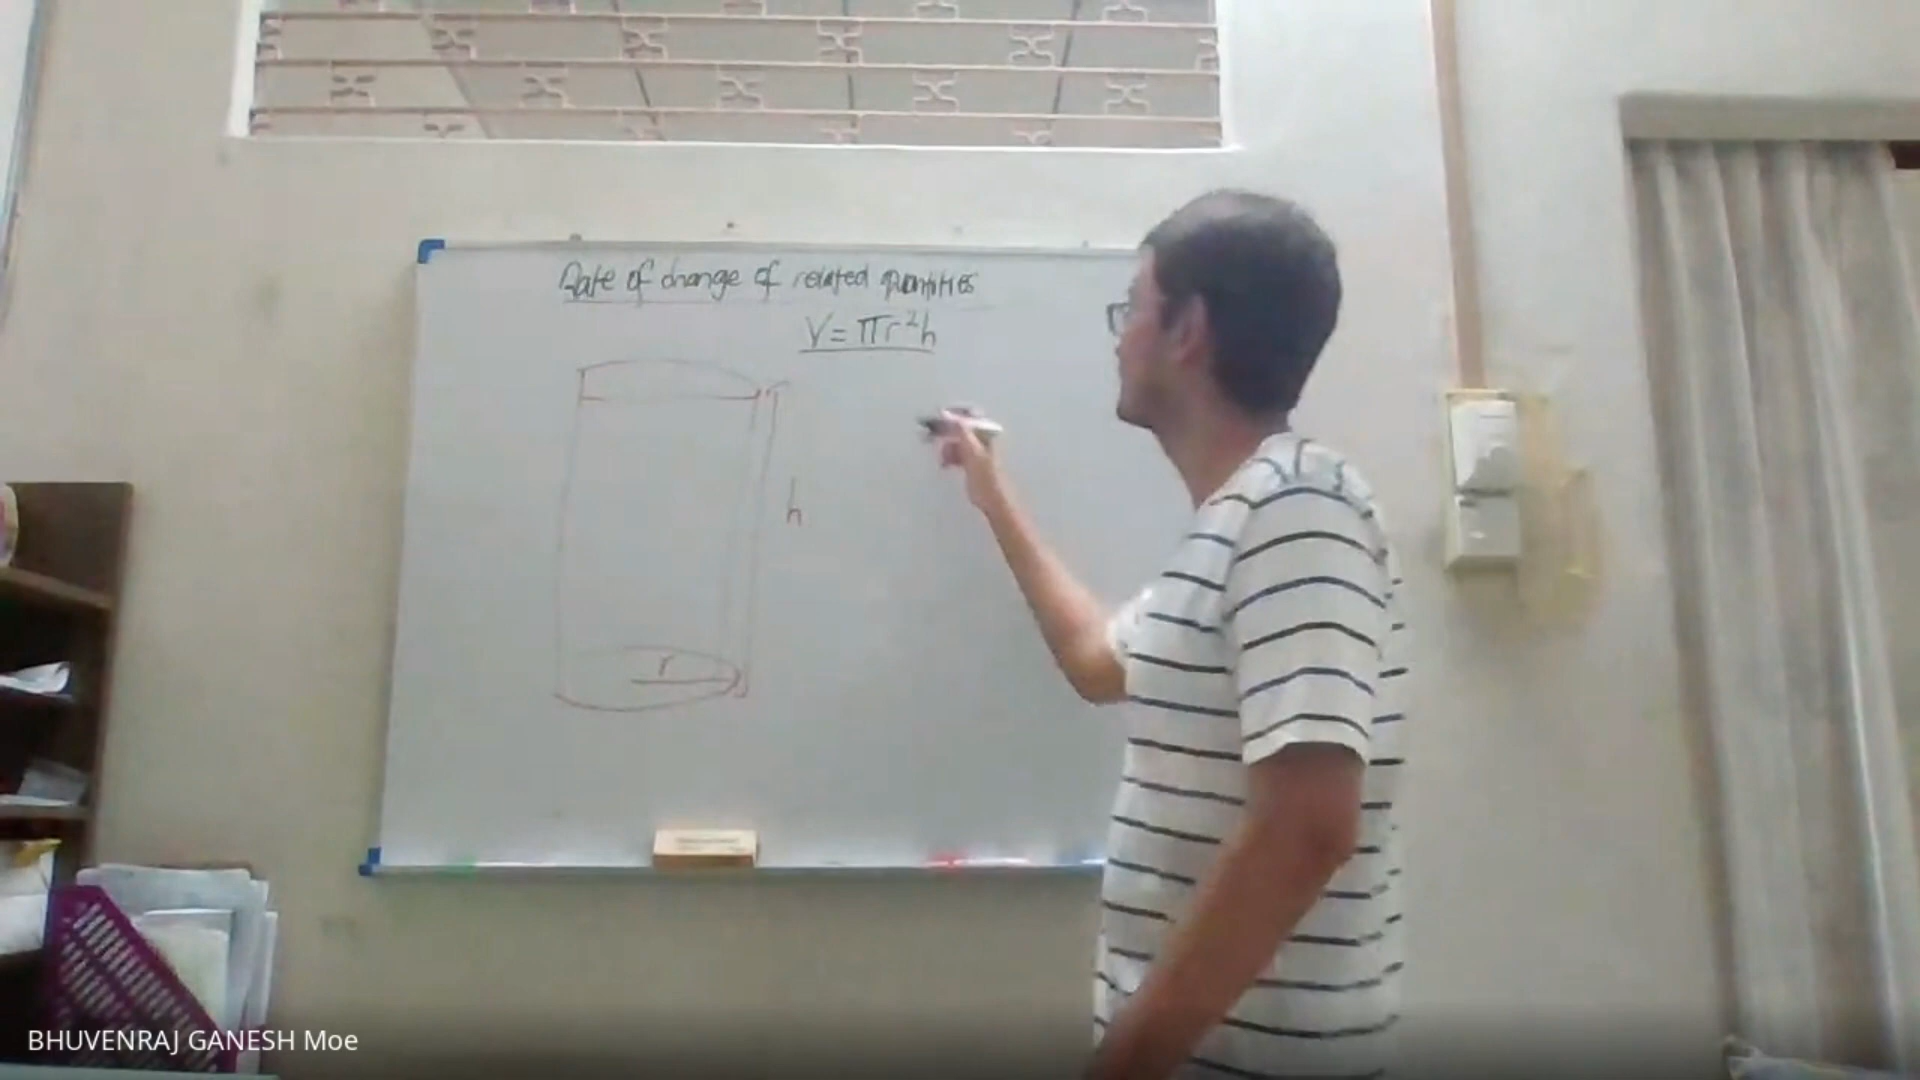 Rate of change of related quantities
V = πr²h
h
r
BHUVENRAJ GANESH Moe